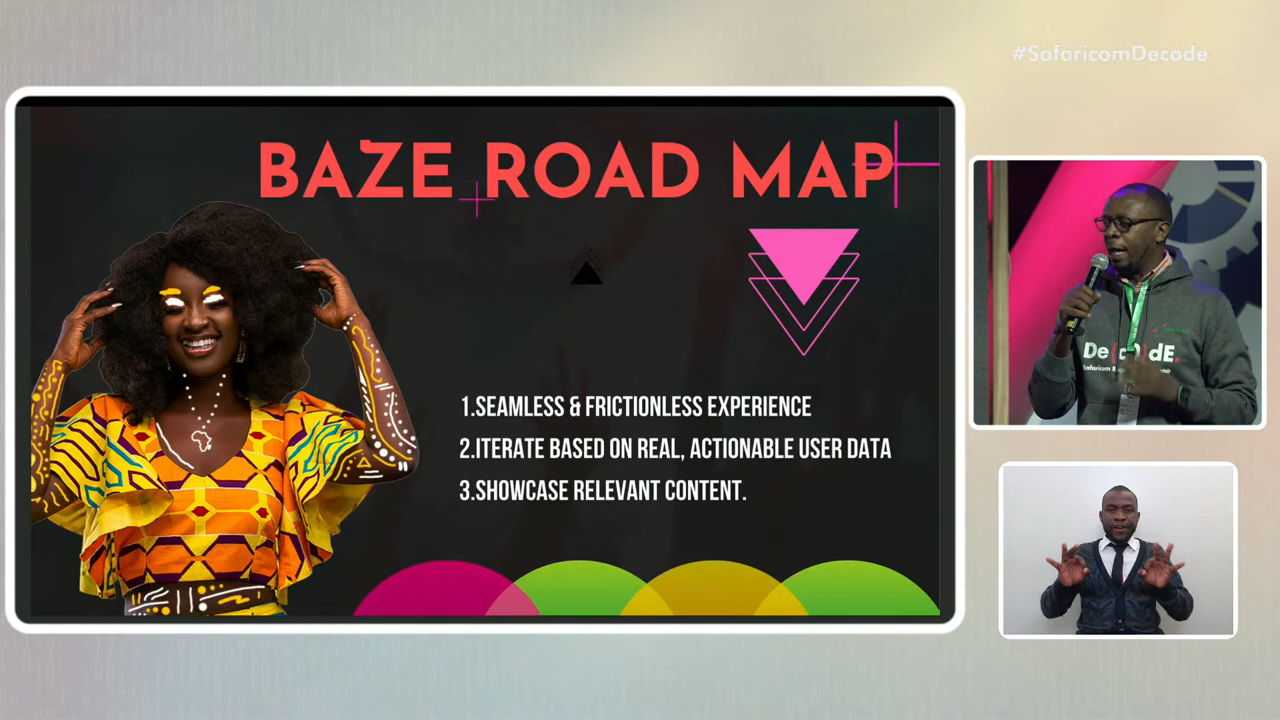 #SafaricomDecode
BAZE ROAD MAP
1.SEAMLESS & FRICTIONLESS EXPERIENCE
2.ITERATE BASED ON REAL, ACTIONABLE USER DATA
3.SHOWCASE RELEVANT CONTENT.
Safaricom